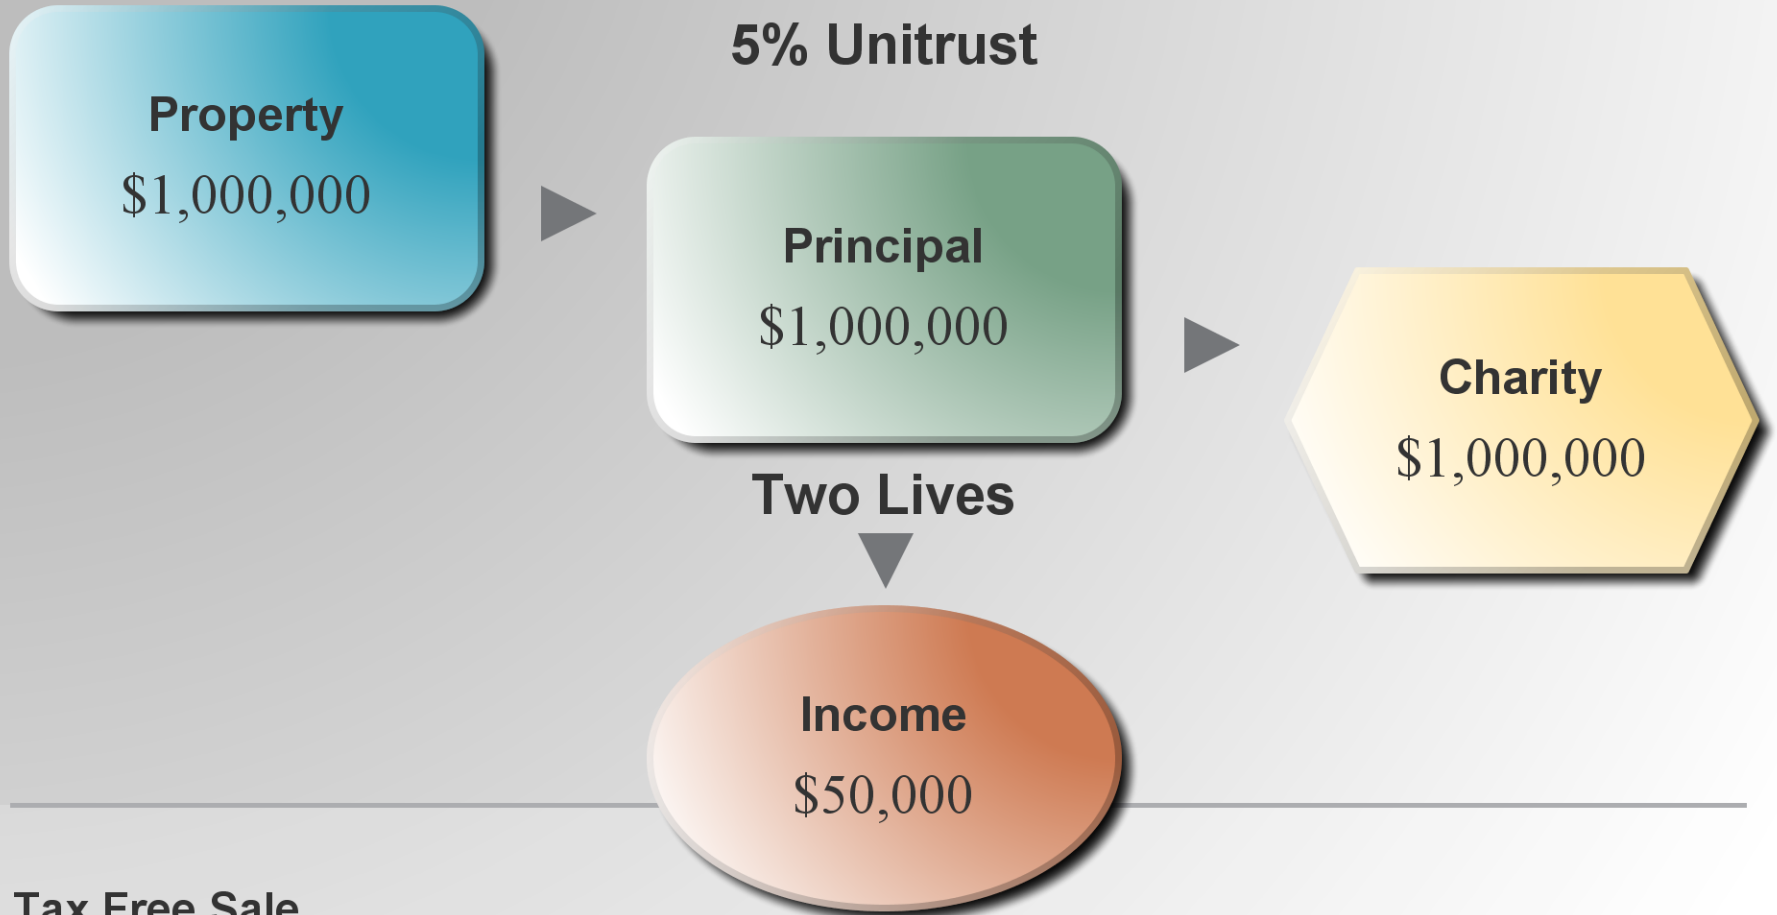 5% Unitrust
Property
$1,000,000
Principal
$1,000,000
Charity
$1,000,000
Two Lives
Income
$50,000
Tax Free Sale